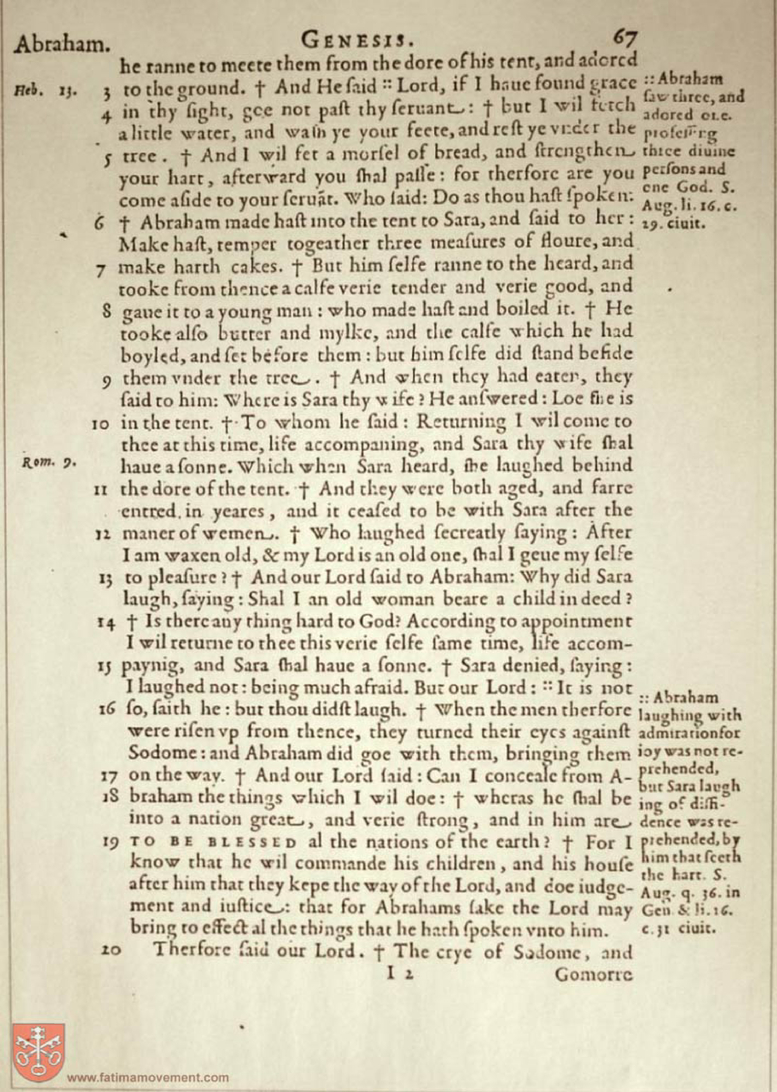 Abraham. GENESIS. 67
he ranne to meete them from the dore of his tent, and adored
Heb. 13. 3 to the ground. † And He ſaid :: Lord, if I haue found grace
4 in thy ſight, goe not paſt thy ſeruant: † but I wil fetch
a little water, and waſh ye your feete, and reſt ye vnder the
5 tree. † And I wil ſet a morſel of bread, and ſtrengthen
your hart, afterward you ſhal paſſe: for therfore are you
come aſide to your ſeruãt. Who ſaid: Do as thou haſt ſpoken.
6 † Abraham made haſt into the tent to Sara, and ſaid to her:
Make haſt, temper togeather three meaſures of floure, and
7 make harth cakes. † But him ſelfe ranne to the heard, and
tooke from thence a calfe verie tender and verie good, and
8 gaue it to a young man: who made haſt and boiled it. † He
tooke alſo butter and mylke, and the calfe which he had
boyled, and ſet before them: but him ſelfe did ſtand beſide
9 them vnder the tree. † And when they had eaten, they
ſaid to him: Where is Sara thy wife? He anſwered: Loe ſhe is
10 in the tent. † To whom he ſaid: Returning I wil come to
thee at this time, life accompaning, and Sara thy wife ſhal
Rom. 9. haue a ſonne. Which when Sara heard, ſhe laughed behind
11 the dore of the tent. † And they were both aged, and farre
entred in yeares, and it ceaſed to be with Sara after the
12 maner of wemen. † Who laughed ſecreatly ſaying: After
I am waxen old, & my Lord is an old one, ſhal I geue my ſelfe
13 to pleaſure? † And our Lord ſaid to Abraham: Why did Sara
laugh, ſaying: Shal I an old woman beare a child in deed?
14 † Is there any thing hard to God? According to appointment
I wil returne to thee this verie ſelfe ſame time, life accom-
15 paynig, and Sara ſhal haue a ſonne. † Sara denied, ſaying:
I laughed not: being much afraid. But our Lord: :: It is not
16 ſo, ſaith he: but thou didſt laugh. † When the men therfore
were riſen vp from thence, they turned their eyes againſt
Sodome: and Abraham did goe with them, bringing them
17 on the way. † And our Lord ſaid: Can I conceale from A-
18 braham the things which I wil doe: † wheras he ſhal be
into a nation great, and verie ſtrong, and in him are
19 TO BE BLESSED al the nations of the earth? † For I
know that he wil commande his children, and his houſe
after him that they kepe the way of the Lord, and doe iudge-
ment and iuſtice: that for Abrahams ſake the Lord may
bring to effect al the things that he hath ſpoken vnto him.
20 Therfore ſaid our Lord. † The crye of Sodome, and
I 2 Gomorre
:: Abraham
ſaw three, and
adored one.
profeſſing
three diuine
perſons and
one God. S.
Aug. li. 16. c.
29. ciuit.
:: Abraham
laughing with
admiration for
ioy was not re-
prehended,
but Sara laugh
ing of diffi-
dence was re-
prehended, by
him that ſeeth
the hart. S.
Aug. q. 36. in
Gen. & li. 16.
c. 31 ciuit.
www.fatimamovement.com